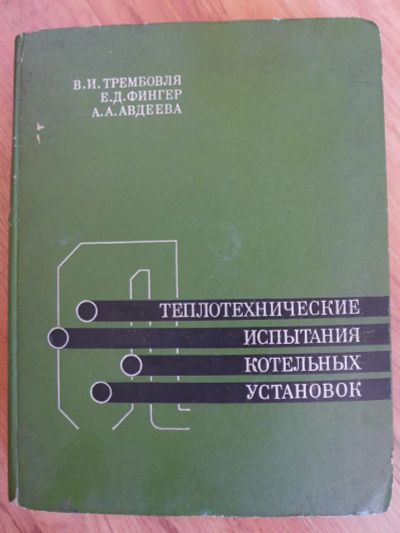 В.И. ТРЕМБОВЛЯ
Е.Д. ФИНГЕР
А.А. АВДЕЕВА
ТЕПЛОТЕХНИЧЕСКИЕ
ИСПЫТАНИЯ
КОТЕЛЬНЫХ
УСТАНОВОК